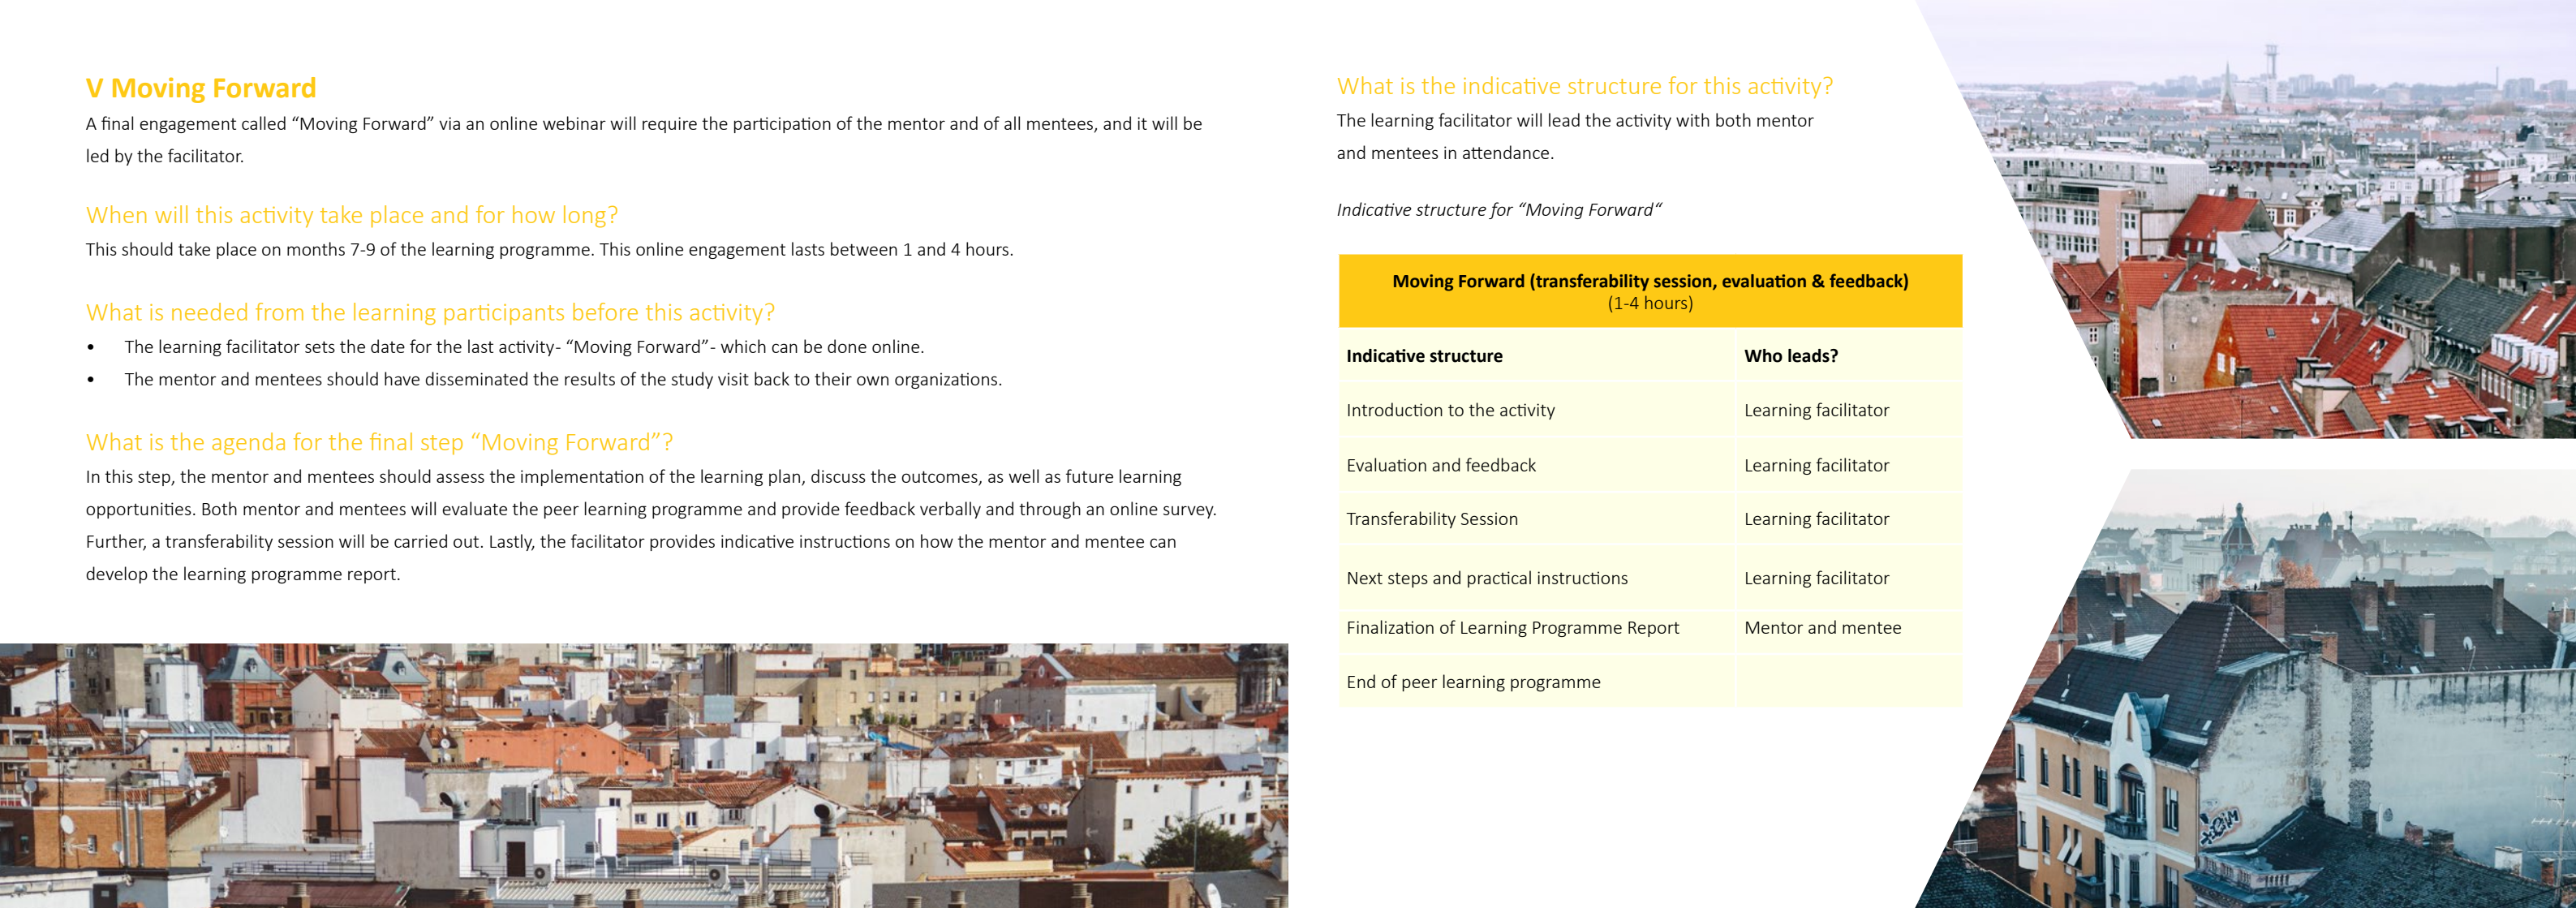 V Moving Forward
A final engagement called “Moving Forward” via an online webinar will require the participation of the mentor and of all mentees, and it will be
led by the facilitator.
When will this activity take place and for how long?
This should take place on months 7-9 of the learning programme. This online engagement lasts between 1 and 4 hours.
What is needed from the learning participants before this activity?
• The learning facilitator sets the date for the last activity- “Moving Forward”- which can be done online.
• The mentor and mentees should have disseminated the results of the study visit back to their own organizations.
What is the agenda for the final step “Moving Forward”?
In this step, the mentor and mentees should assess the implementation of the learning plan, discuss the outcomes, as well as future learning
opportunities. Both mentor and mentees will evaluate the peer learning programme and provide feedback verbally and through an online survey.
Further, a transferability session will be carried out. Lastly, the facilitator provides indicative instructions on how the mentor and mentee can
develop the learning programme report.
What is the indicative structure for this activity?
The learning facilitator will lead the activity with both mentor
and mentees in attendance.
Indicative structure for “Moving Forward“
Moving Forward (transferability session, evaluation & feedback)
(1-4 hours)
Indicative structure Who leads?
Introduction to the activity Learning facilitator
Evaluation and feedback Learning facilitator
Transferability Session Learning facilitator
Next steps and practical instructions Learning facilitator
Finalization of Learning Programme Report Mentor and mentee
End of peer learning programme